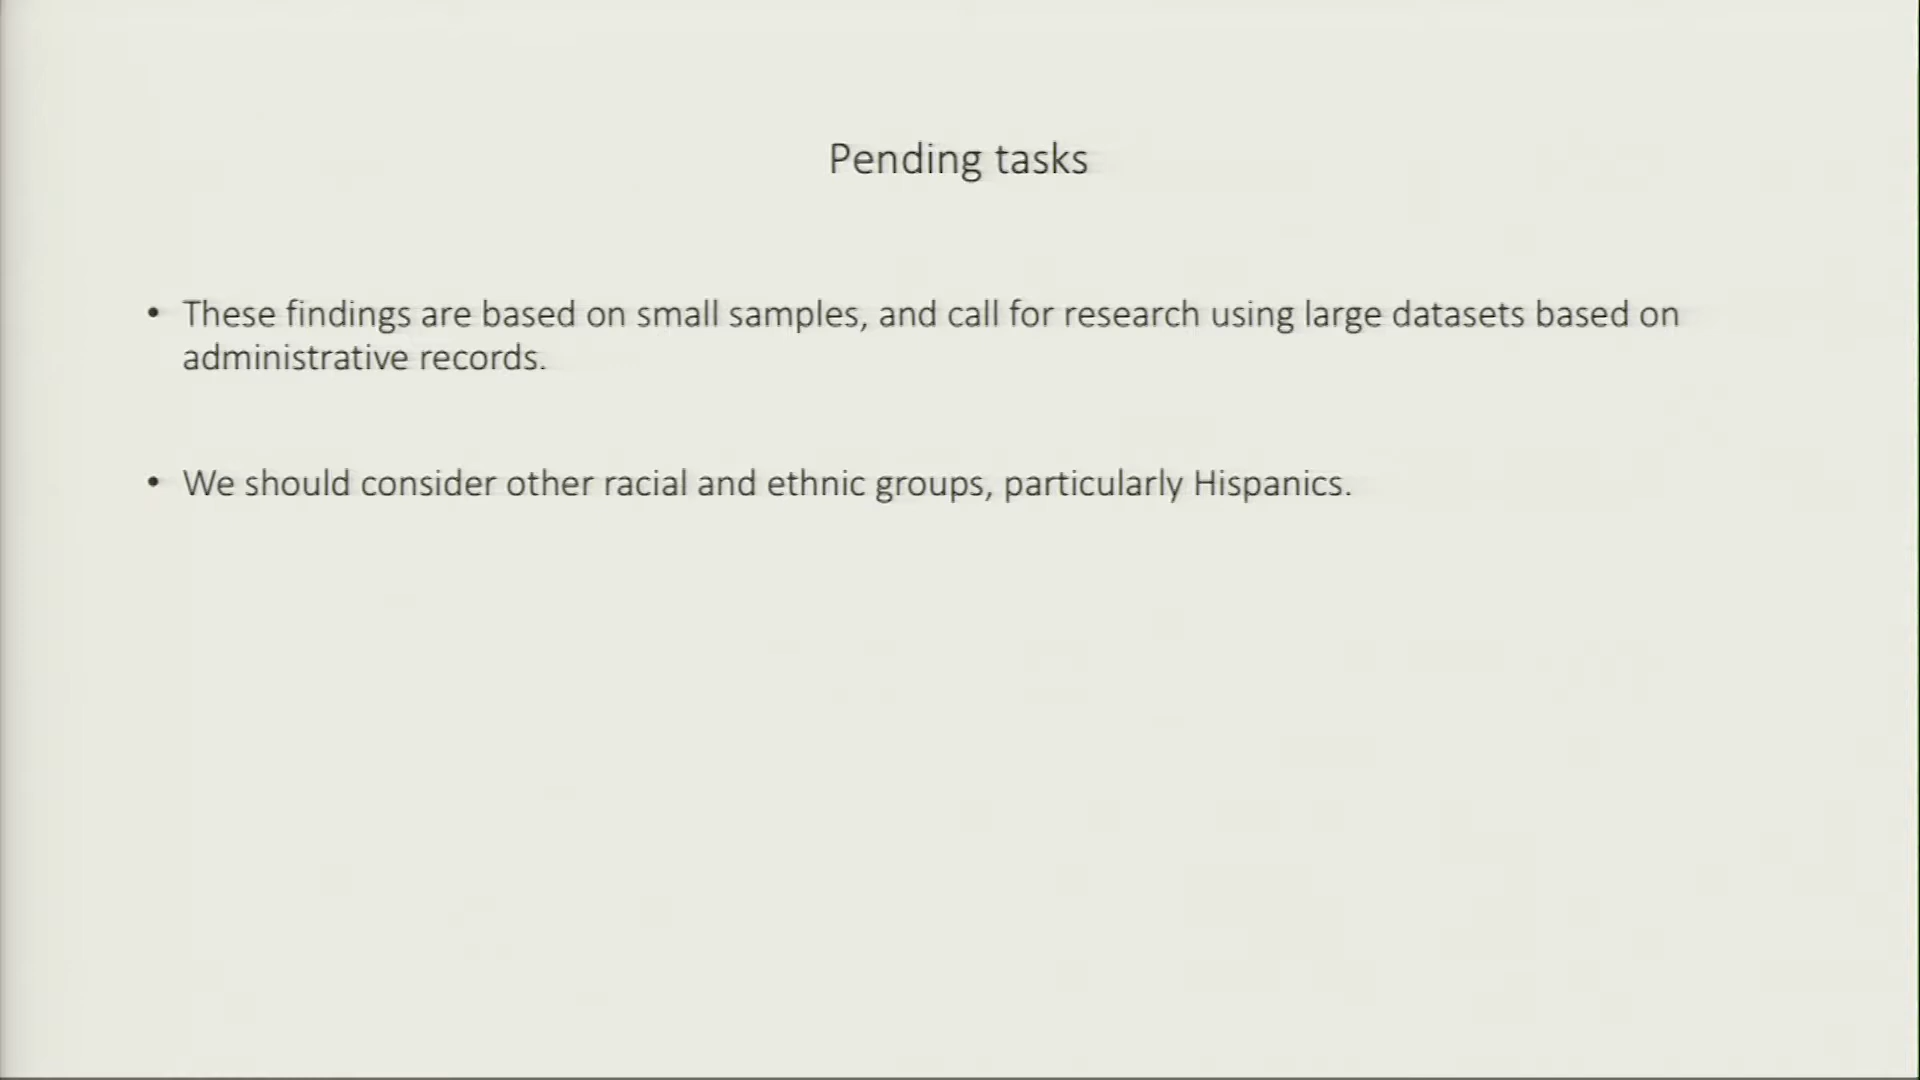 Pending tasks
• These findings are based on small samples, and call for research using large datasets based on
administrative records.
• We should consider other racial and ethnic groups, particularly Hispanics.